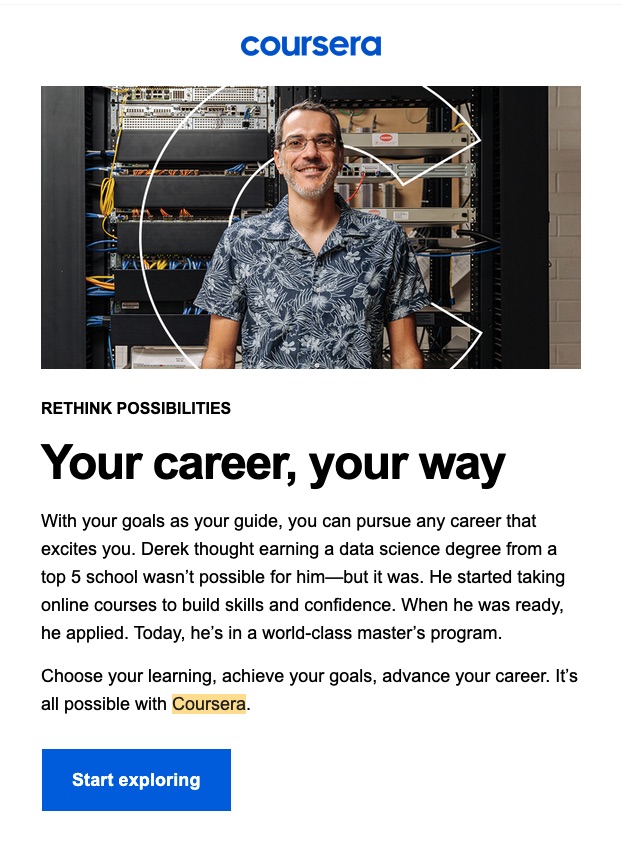 coursera
RETHINK POSSIBILITIES
Your career, your way
With your goals as your guide, you can pursue any career that
excites you. Derek thought earning a data science degree from a
top 5 school wasn’t possible for him—but it was. He started taking
online courses to build skills and confidence. When he was ready,
he applied. Today, he’s in a world-class master’s program.
Choose your learning, achieve your goals, advance your career. It’s
all possible with Coursera.
Start exploring